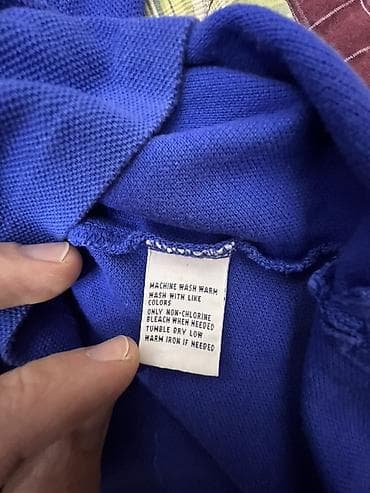 MACHINE WASH WARM
WASH WITH LIKE
COLORS
ONLY NON-CHLORINE
BLEACH WHEN NEEDED
TUMBLE DRY LOW
WARM IRON IF NEEDED